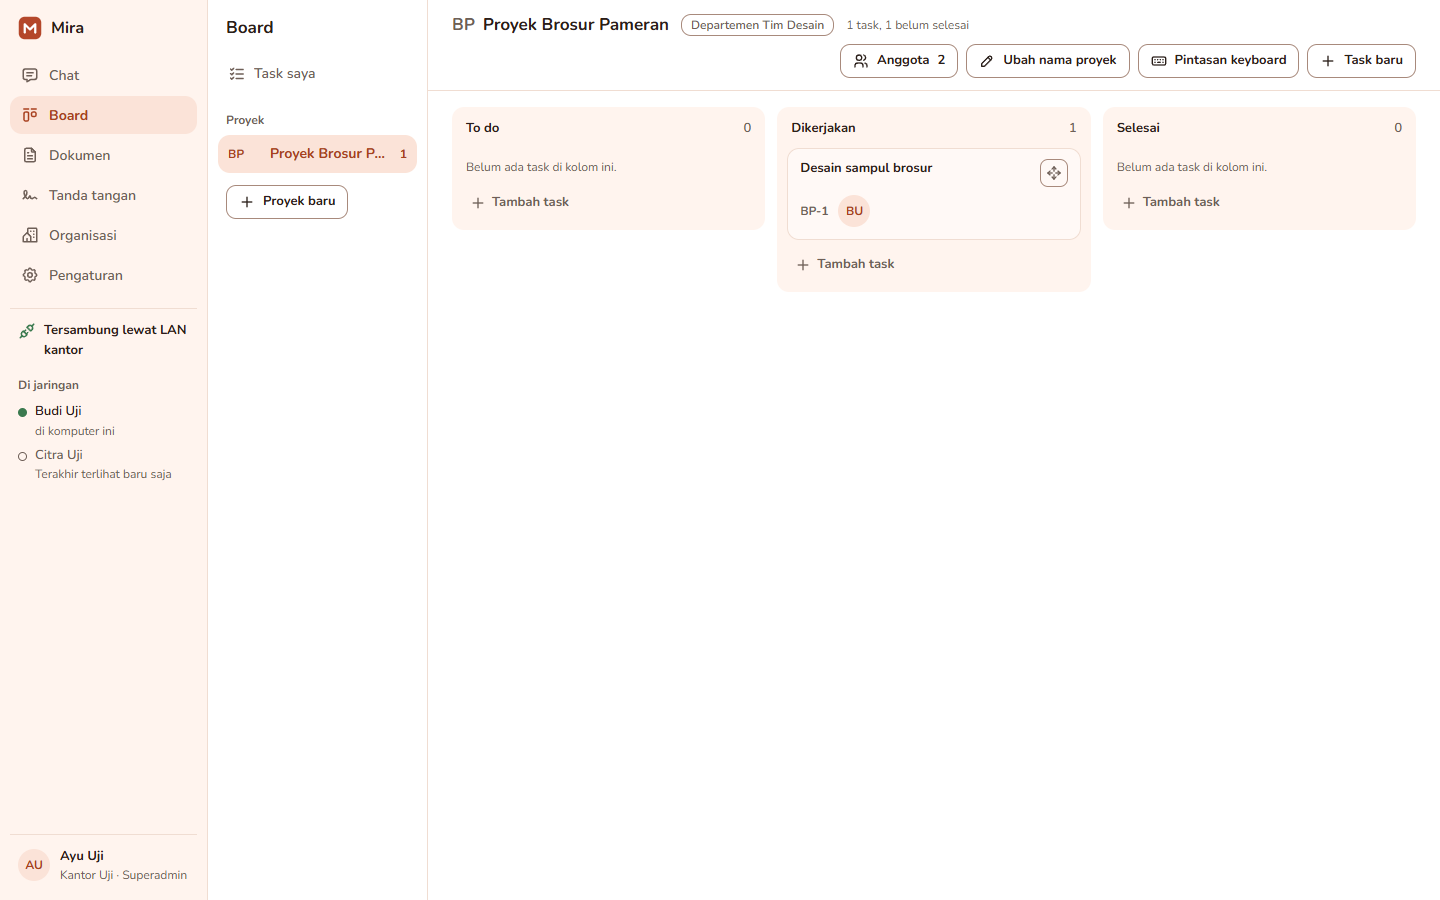 Mira
Chat
Board
Dokumen
Tanda tangan
Organisasi
Pengaturan
Tersambung lewat LAN
kantor
Di jaringan
Budi Uji
di komputer ini
Citra Uji
Terakhir terlihat baru saja
AU
Ayu Uji
Kantor Uji · Superadmin
Board
Task saya
Proyek
BP Proyek Brosur P... 1
Proyek baru
BP Proyek Brosur Pameran Departemen Tim Desain 1 task, 1 belum selesai
Anggota 2 Ubah nama proyek Pintasan keyboard Task baru
To do 0
Belum ada task di kolom ini.
Tambah task
Dikerjakan 1
Desain sampul brosur
BP-1 BU
Tambah task
Selesai 0
Belum ada task di kolom ini.
Tambah task